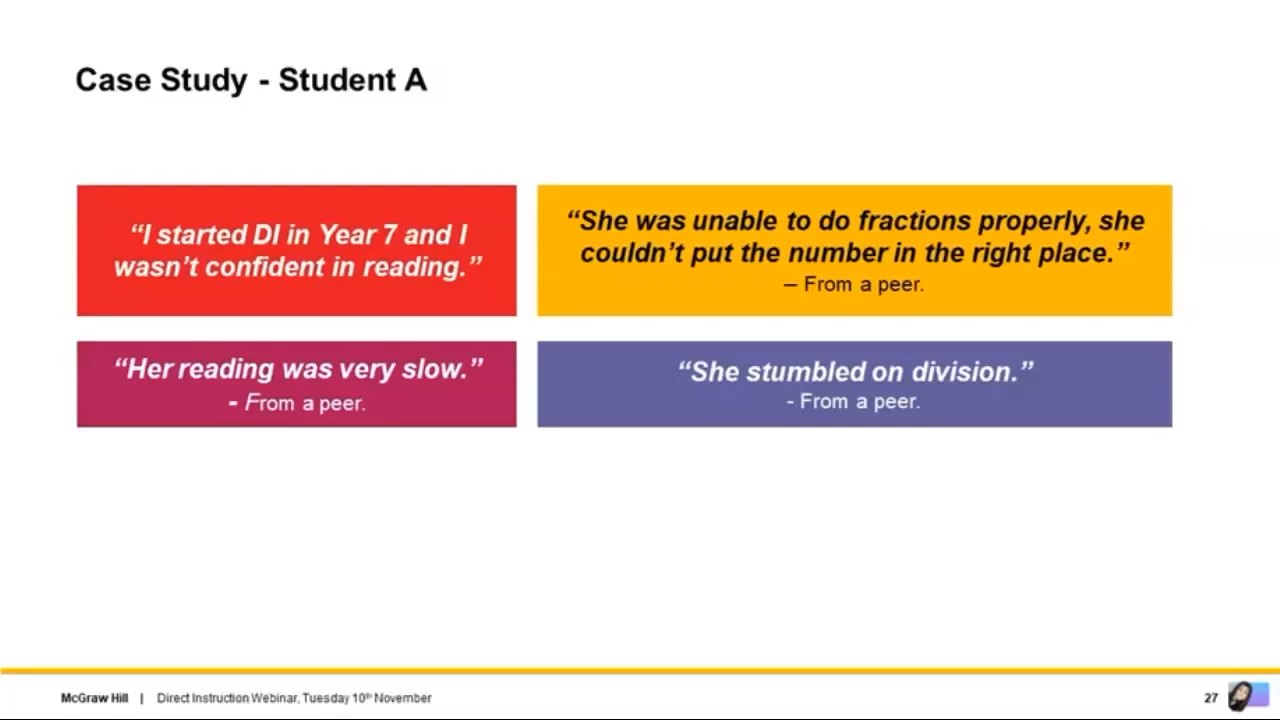 Case Study - Student A
“I started DI in Year 7 and I
wasn’t confident in reading.”
“She was unable to do fractions properly, she
couldn’t put the number in the right place.”
– From a peer.
“Her reading was very slow.”
- From a peer.
“She stumbled on division.”
- From a peer.
McGraw Hill | Direct Instruction Webinar, Tuesday 10th November
27